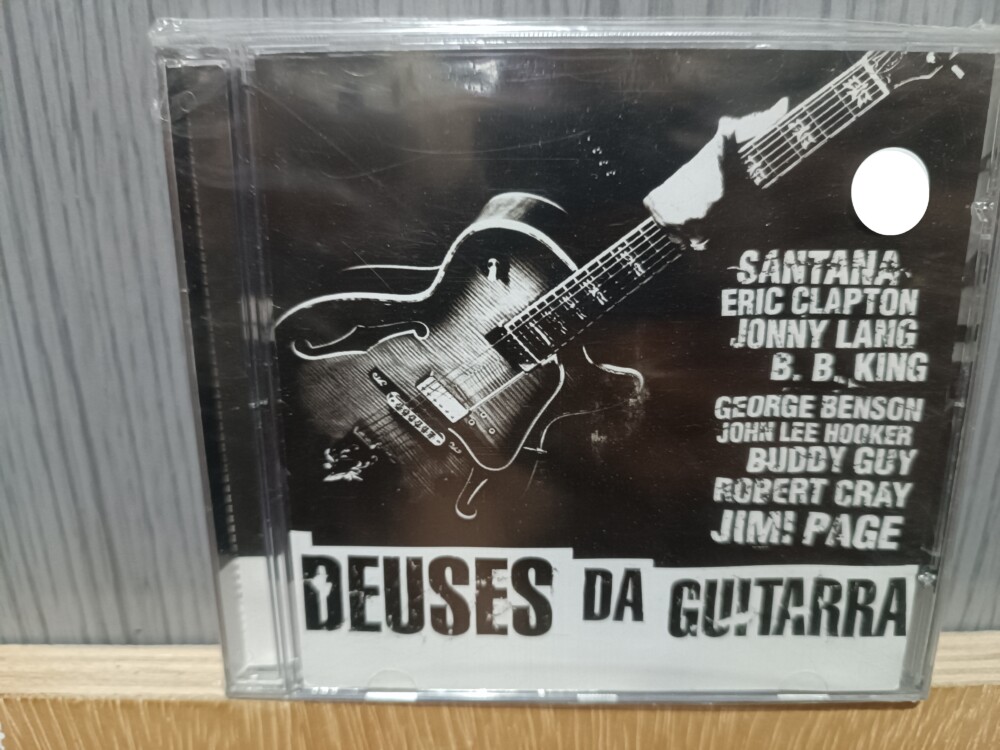 SANTANA
ERIC CLAPTON
JONNY LANG
B. B. KING
GEORGE BENSON
JOHN LEE HOOKER
BUDDY GUY
ROBERT CRAY
JIMI PAGE
DEUSES DA GUITARRA